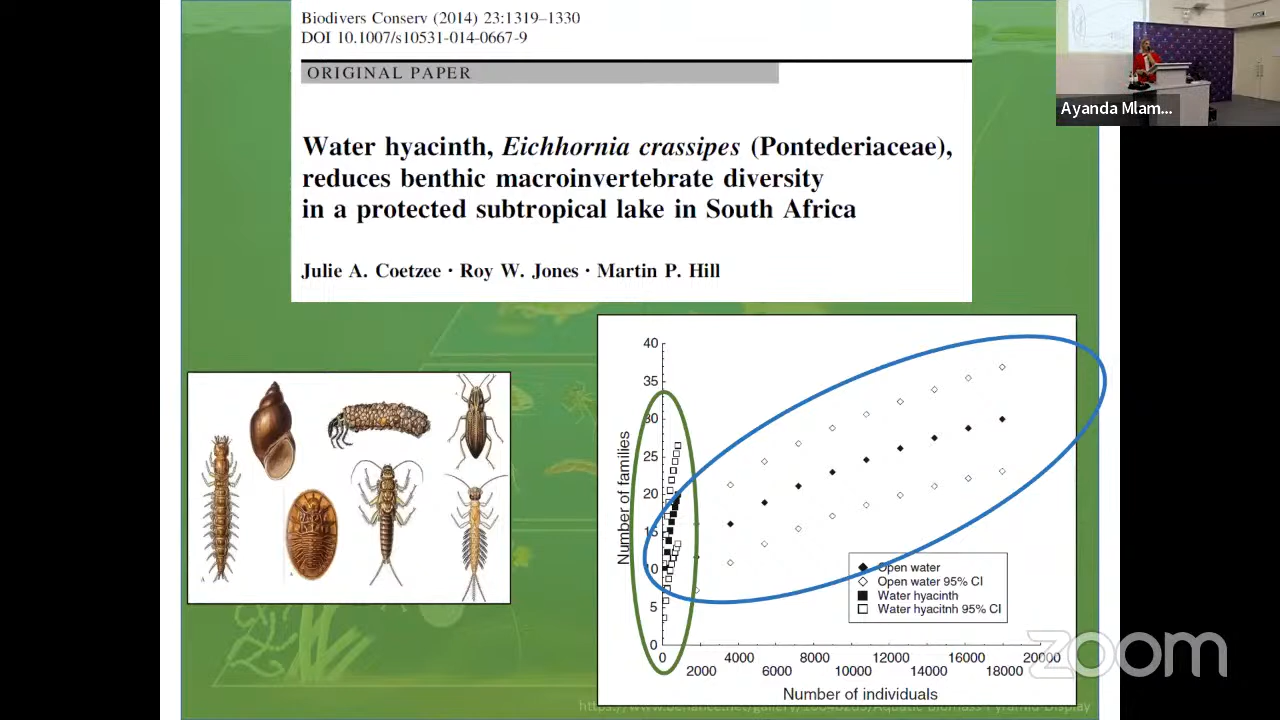 Biodivers Conserv (2014) 23:1319–1330
DOI 10.1007/s10531-014-0667-9
ORIGINAL PAPER
Water hyacinth, Eichhornia crassipes (Pontederiaceae),
reduces benthic macroinvertebrate diversity
in a protected subtropical lake in South Africa
Julie A. Coetzee · Roy W. Jones · Martin P. Hill
Ayanda Mlam...
Number of families
40
35
30
25
20
15
10
5
0
Open water
Open water 95% CI
Water hyacinth
Water hyacitnh 95% CI
0 4000 8000 12000 16000 20000
2000 6000 10000 14000 18000
Number of individuals
zoom